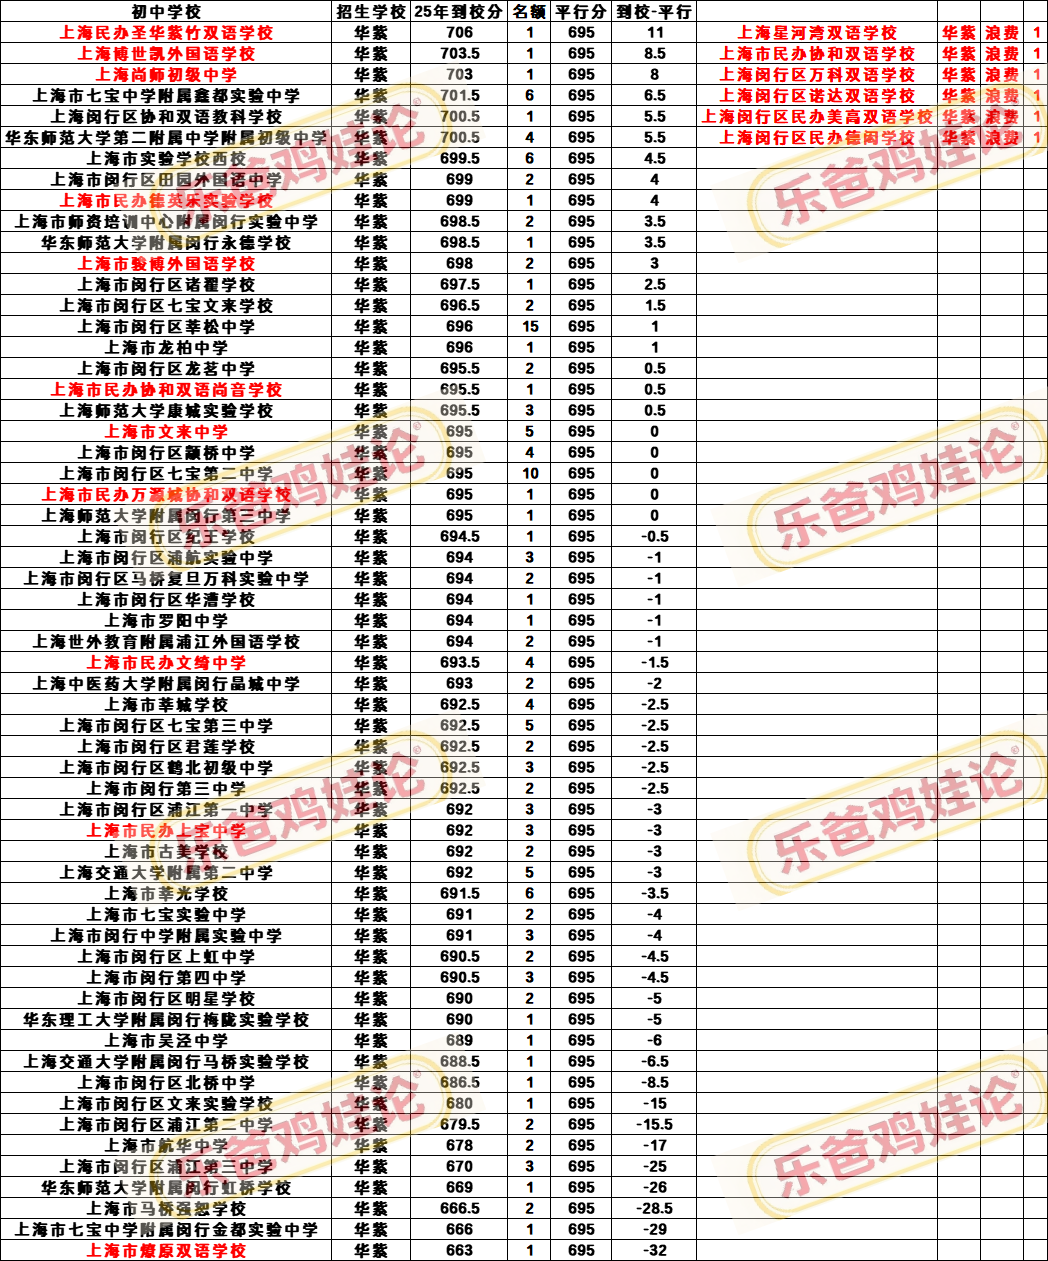 初中学校 招生学校 25年到校分 名额 平行分 到校-平行
上海民办圣华紫竹双语学校 华紫 706 1 695 11 上海星河湾双语学校 华紫 浪费 1
上海博世凯外国语学校 华紫 703.5 1 695 8.5 上海市民办协和双语学校 华紫 浪费 1
上海尚师初级中学 华紫 703 1 695 8 上海闵行区万科双语学校 华紫 浪费 1
上海市七宝中学附属鑫都实验中学 华紫 701.5 6 695 6.5 上海闵行区诺达双语学校 华紫 浪费 1
上海闵行区协和双语教科学校 华紫 700.5 1 695 5.5 上海闵行区民办美高双语学校 华紫 浪费 1
华东师范大学第二附属中学附属初级中学 华紫 700.5 4 695 5.5 上海闵行区民办德闳学校 华紫 浪费 1
上海市实验学校西校 华紫 699.5 6 695 4.5
上海市闵行区田园外国语中学 华紫 699 2 695 4
上海市民办德英乐实验学校 华紫 699 1 695 4
上海市师资培训中心附属闵行实验中学 华紫 698.5 2 695 3.5
华东师范大学附属闵行永德学校 华紫 698.5 1 695 3.5
上海市骏博外国语学校 华紫 698 2 695 3
上海市闵行区诸翟学校 华紫 697.5 1 695 2.5
上海市闵行区七宝文来学校 华紫 696.5 2 695 1.5
上海市闵行区莘松中学 华紫 696 15 695 1
上海市龙柏中学 华紫 696 1 695 1
上海市闵行区龙茗中学 华紫 695.5 2 695 0.5
上海市民办协和双语尚音学校 华紫 695.5 1 695 0.5
上海师范大学康城实验学校 华紫 695.5 3 695 0.5
上海市文来中学 华紫 695 5 695 0
上海市闵行区颛桥中学 华紫 695 4 695 0
上海市闵行区七宝第二中学 华紫 695 10 695 0
上海市民办万源城协和双语学校 华紫 695 1 695 0
上海师范大学附属闵行第三中学 华紫 695 1 695 0
上海市闵行区纪王学校 华紫 694.5 1 695 -0.5
上海市闵行区浦航实验中学 华紫 694 3 695 -1
上海市闵行区马桥复旦万科实验中学 华紫 694 2 695 -1
上海市闵行区华漕学校 华紫 694 1 695 -1
上海市罗阳中学 华紫 694 1 695 -1
上海世外教育附属浦江外国语学校 华紫 694 2 695 -1
上海市民办文绮中学 华紫 693.5 4 695 -1.5
上海中医药大学附属闵行晶城中学 华紫 693 2 695 -2
上海市莘城学校 华紫 692.5 4 695 -2.5
上海市闵行区七宝第三中学 华紫 692.5 5 695 -2.5
上海市闵行区君莲学校 华紫 692.5 2 695 -2.5
上海市闵行区鹤北初级中学 华紫 692.5 3 695 -2.5
上海市闵行第三中学 华紫 692.5 2 695 -2.5
上海市闵行区浦江第一中学 华紫 692 3 695 -3
上海市民办上宝中学 华紫 692 3 695 -3
上海市古美学校 华紫 692 2 695 -3
上海交通大学附属第二中学 华紫 692 5 695 -3
上海市莘光学校 华紫 691.5 6 695 -3.5
上海市七宝实验中学 华紫 691 2 695 -4
上海市闵行中学附属实验中学 华紫 691 3 695 -4
上海市闵行区上虹中学 华紫 690.5 2 695 -4.5
上海市闵行第四中学 华紫 690.5 3 695 -4.5
上海市闵行区明星学校 华紫 690 2 695 -5
华东理工大学附属闵行梅陇实验学校 华紫 690 1 695 -5
上海市吴泾中学 华紫 689 1 695 -6
上海交通大学附属闵行马桥实验学校 华紫 688.5 1 695 -6.5
上海市闵行区北桥中学 华紫 686.5 1 695 -8.5
上海市闵行区文来实验学校 华紫 680 1 695 -15
上海市闵行区浦江第二中学 华紫 679.5 2 695 -15.5
上海市航华中学 华紫 678 2 695 -17
上海市闵行区浦江第三中学 华紫 670 3 695 -25
华东师范大学附属闵行虹桥学校 华紫 669 1 695 -26
上海市马桥强恕学校 华紫 666.5 2 695 -28.5
上海市七宝中学附属闵行金都实验中学 华紫 666 1 695 -29
上海市燎原双语学校 华紫 663 1 695 -32
乐爸鸡娃论®
乐爸鸡娃论®
乐爸鸡娃论®
乐爸鸡娃论®
乐爸鸡娃论®
乐爸鸡娃论®
乐爸鸡娃论®
乐爸鸡娃论®